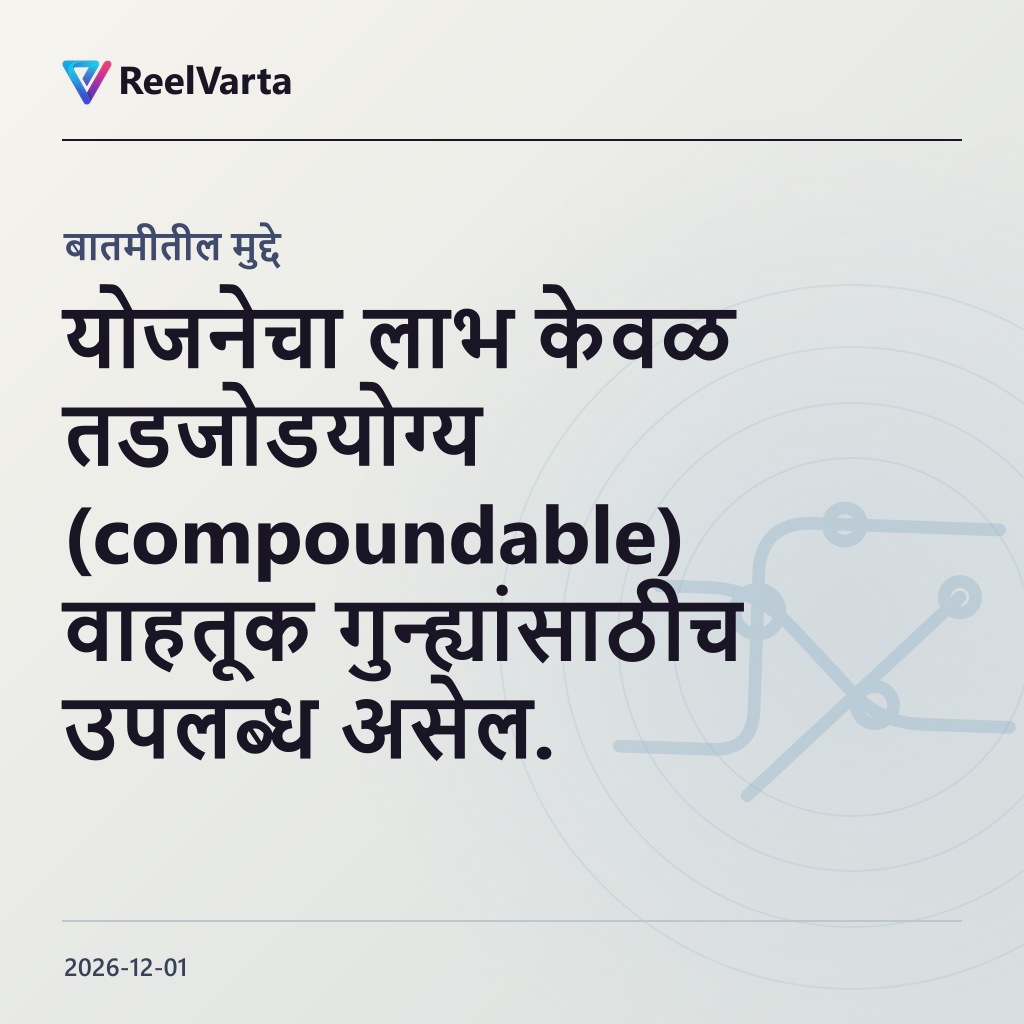 ReelVarta
बातमीतील मुद्दे
योजनेचा लाभ केवळ
तडजोडयोग्य
(compoundable)
वाहतूक गुन्ह्यांसाठीच
उपलब्ध असेल.
2026-12-01